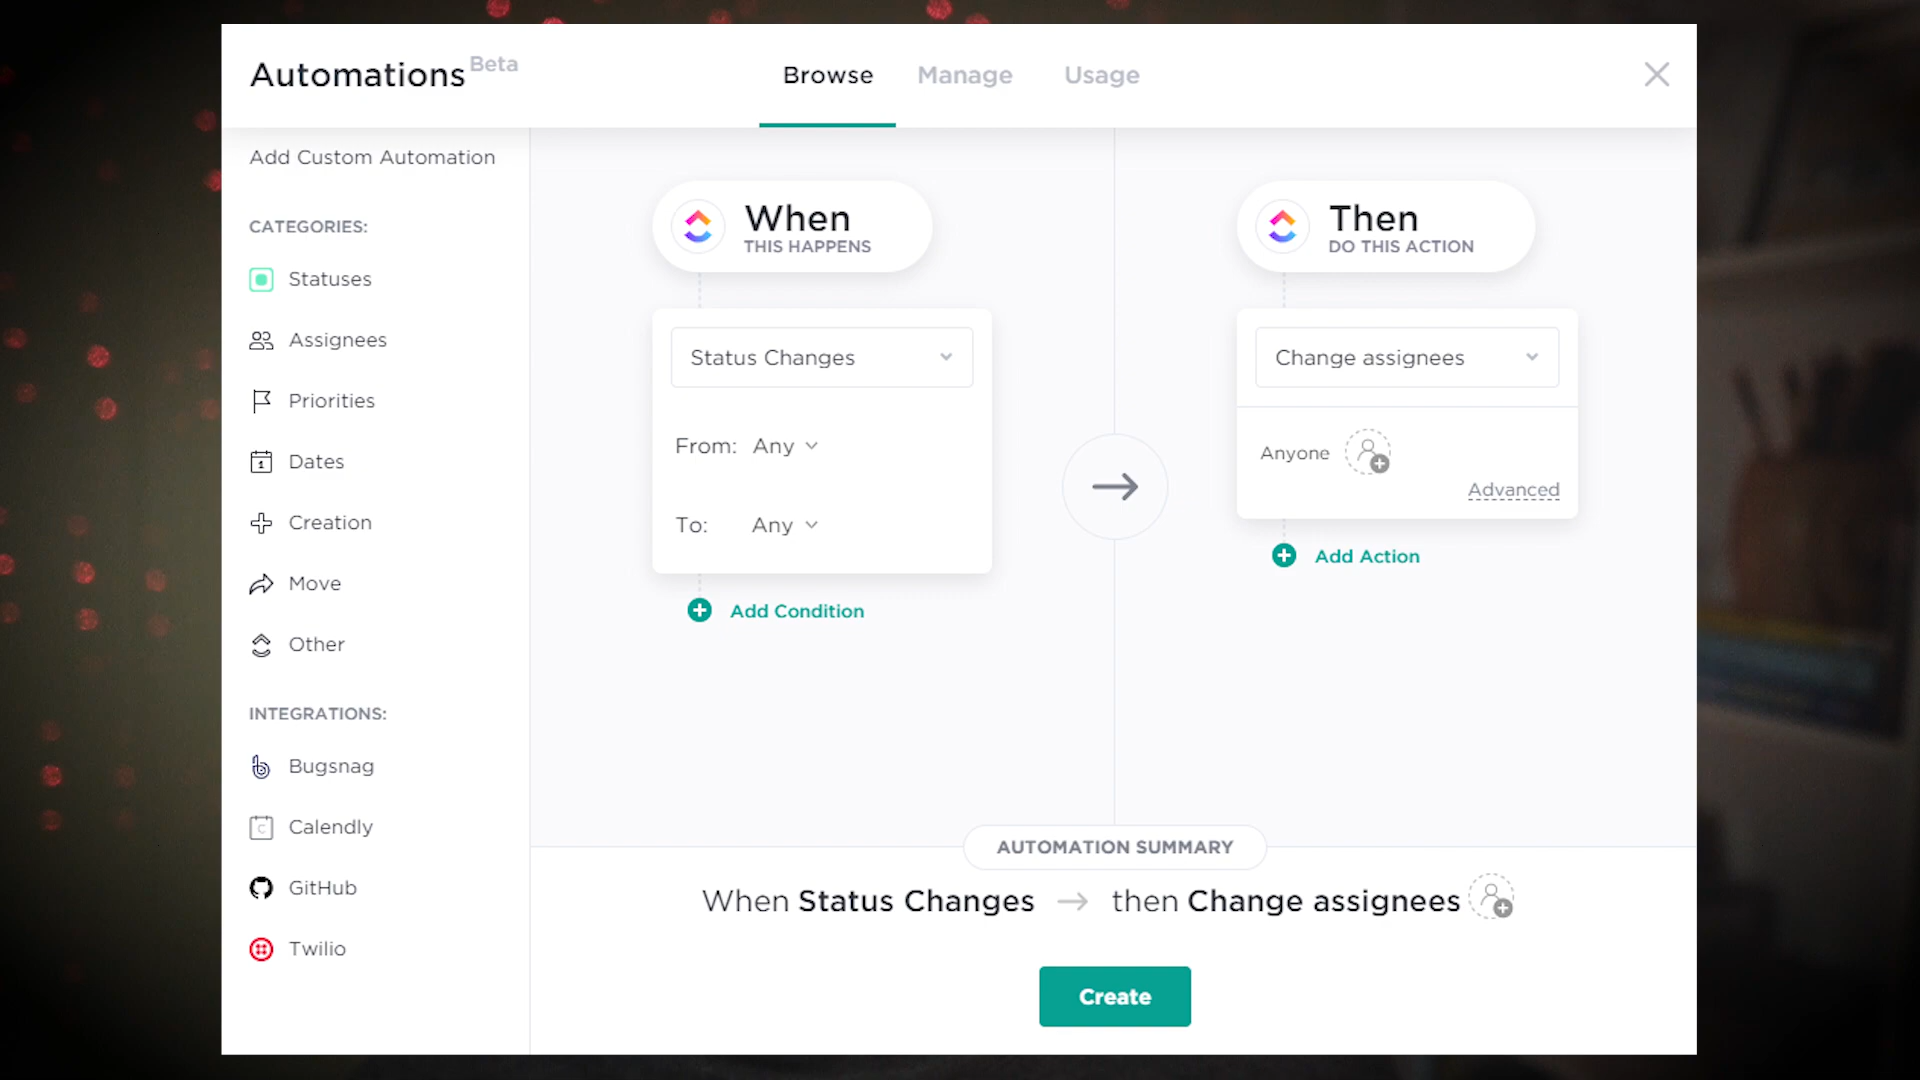 Automations Beta
Browse
Manage
Usage
Add Custom Automation
CATEGORIES:
Statuses
Assignees
Priorities
Dates
Creation
Move
Other
INTEGRATIONS:
Bugsnag
Calendly
GitHub
Twilio
When
THIS HAPPENS
Status Changes
From: Any
To: Any
Add Condition
Then
DO THIS ACTION
Change assignees
Anyone
Advanced
Add Action
AUTOMATION SUMMARY
When Status Changes → then Change assignees
Create